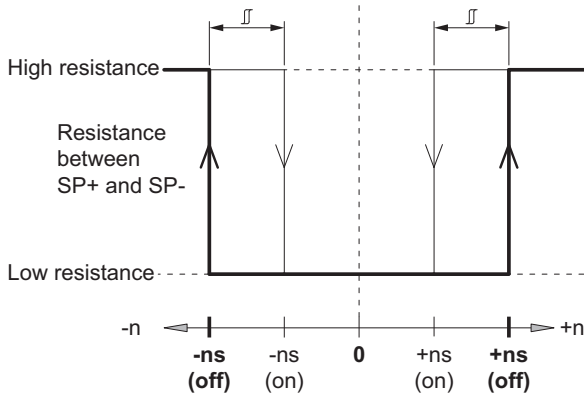 High resistance
Resistance
between
SP+ and SP-
Low resistance
-n
+n
-ns
(off)
-ns
(on)
0
+ns
(on)
+ns
(off)